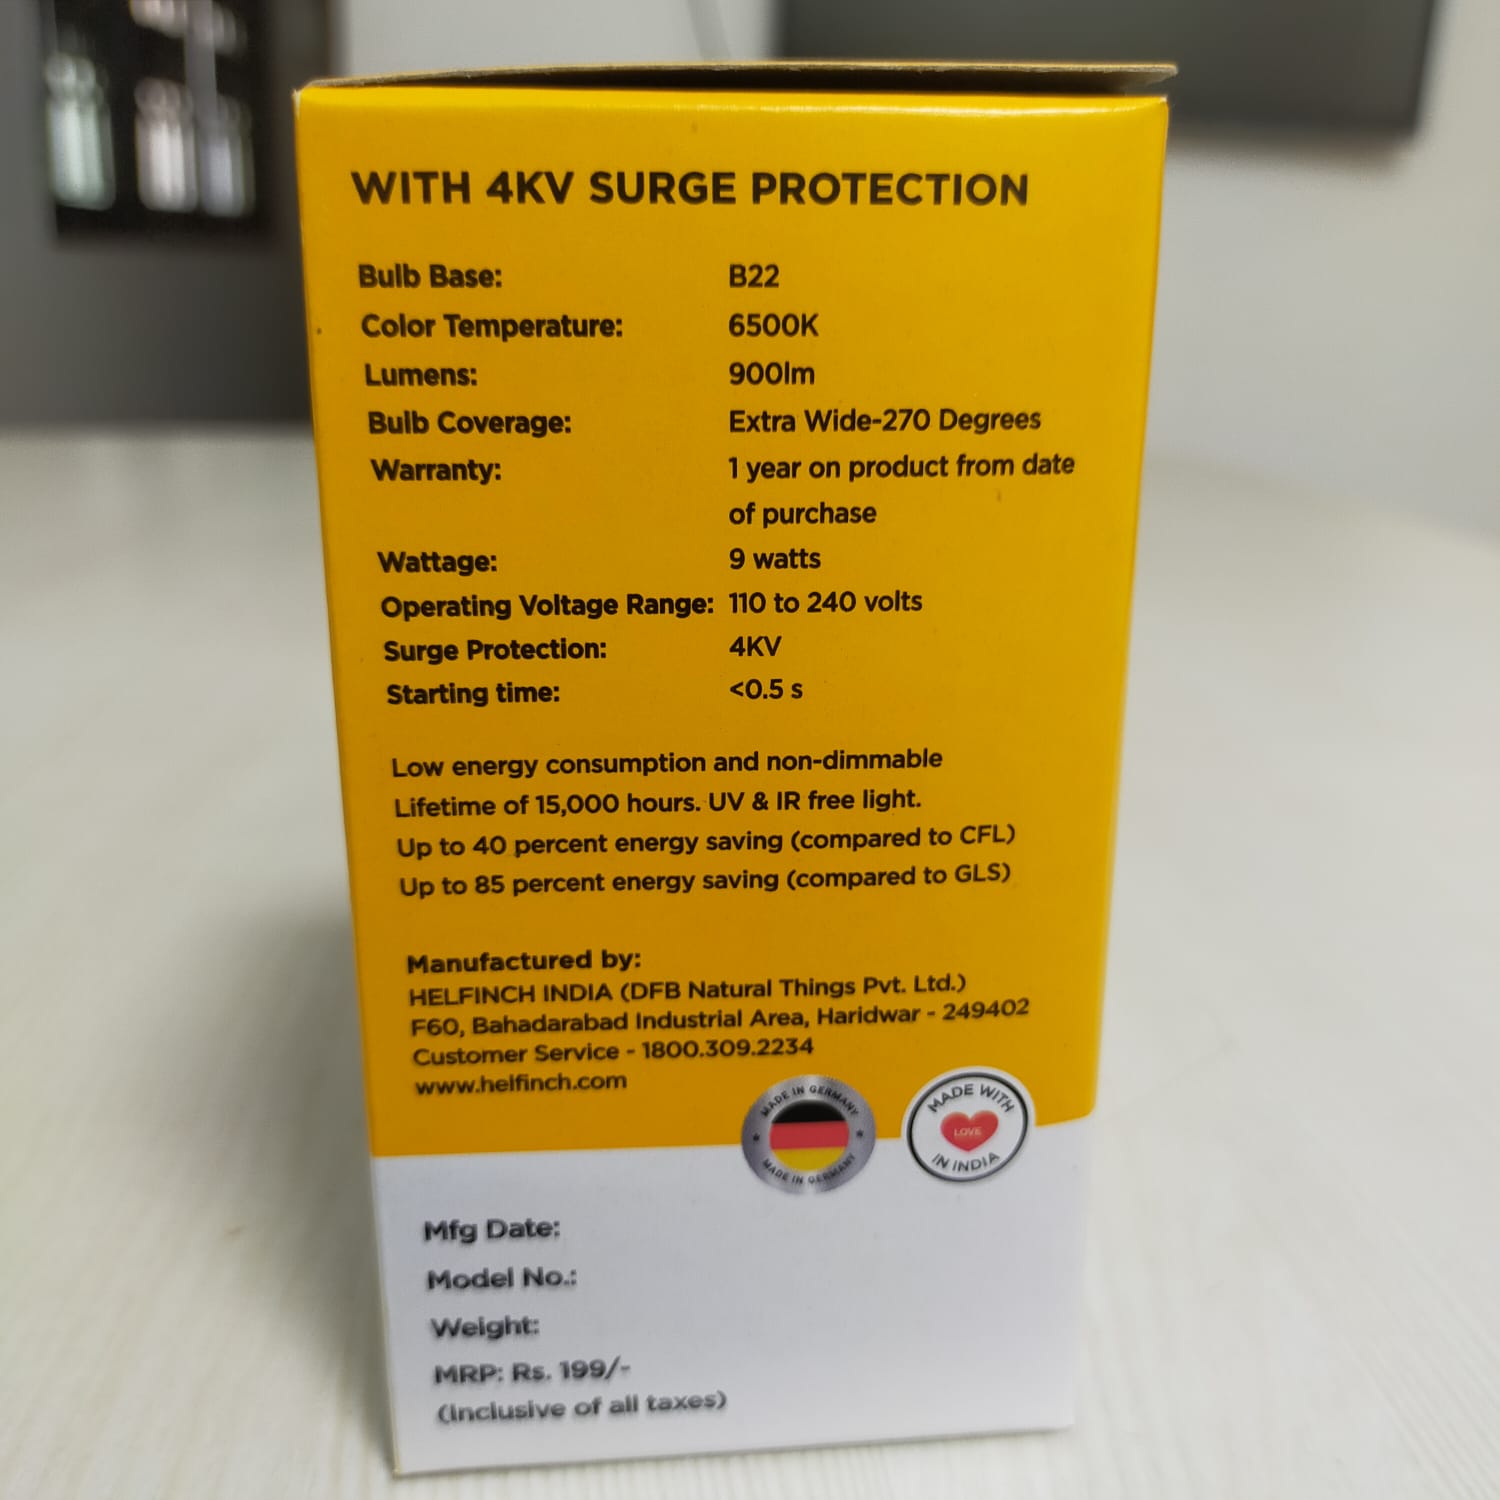 WITH 4KV SURGE PROTECTION
Bulb Base: B22
Color Temperature: 6500K
Lumens: 900lm
Bulb Coverage: Extra Wide-270 Degrees
Warranty: 1 year on product from date
of purchase
Wattage: 9 watts
Operating Voltage Range: 110 to 240 volts
Surge Protection: 4KV
Starting time: <0.5 s
Low energy consumption and non-dimmable
Lifetime of 15,000 hours. UV & IR free light.
Up to 40 percent energy saving (compared to CFL)
Up to 85 percent energy saving (compared to GLS)
Manufactured by:
HELFINCH INDIA (DFB Natural Things Pvt. Ltd.)
F60, Bahadarabad Industrial Area, Haridwar - 249402
Customer Service - 1800.309.2234
www.helfinch.com
MADE IN GERMANY
MADE IN GERMANY
MADE WITH
LOVE
IN INDIA
Mfg Date:
Model No.:
Weight:
MRP: Rs. 199/-
(Inclusive of all taxes)